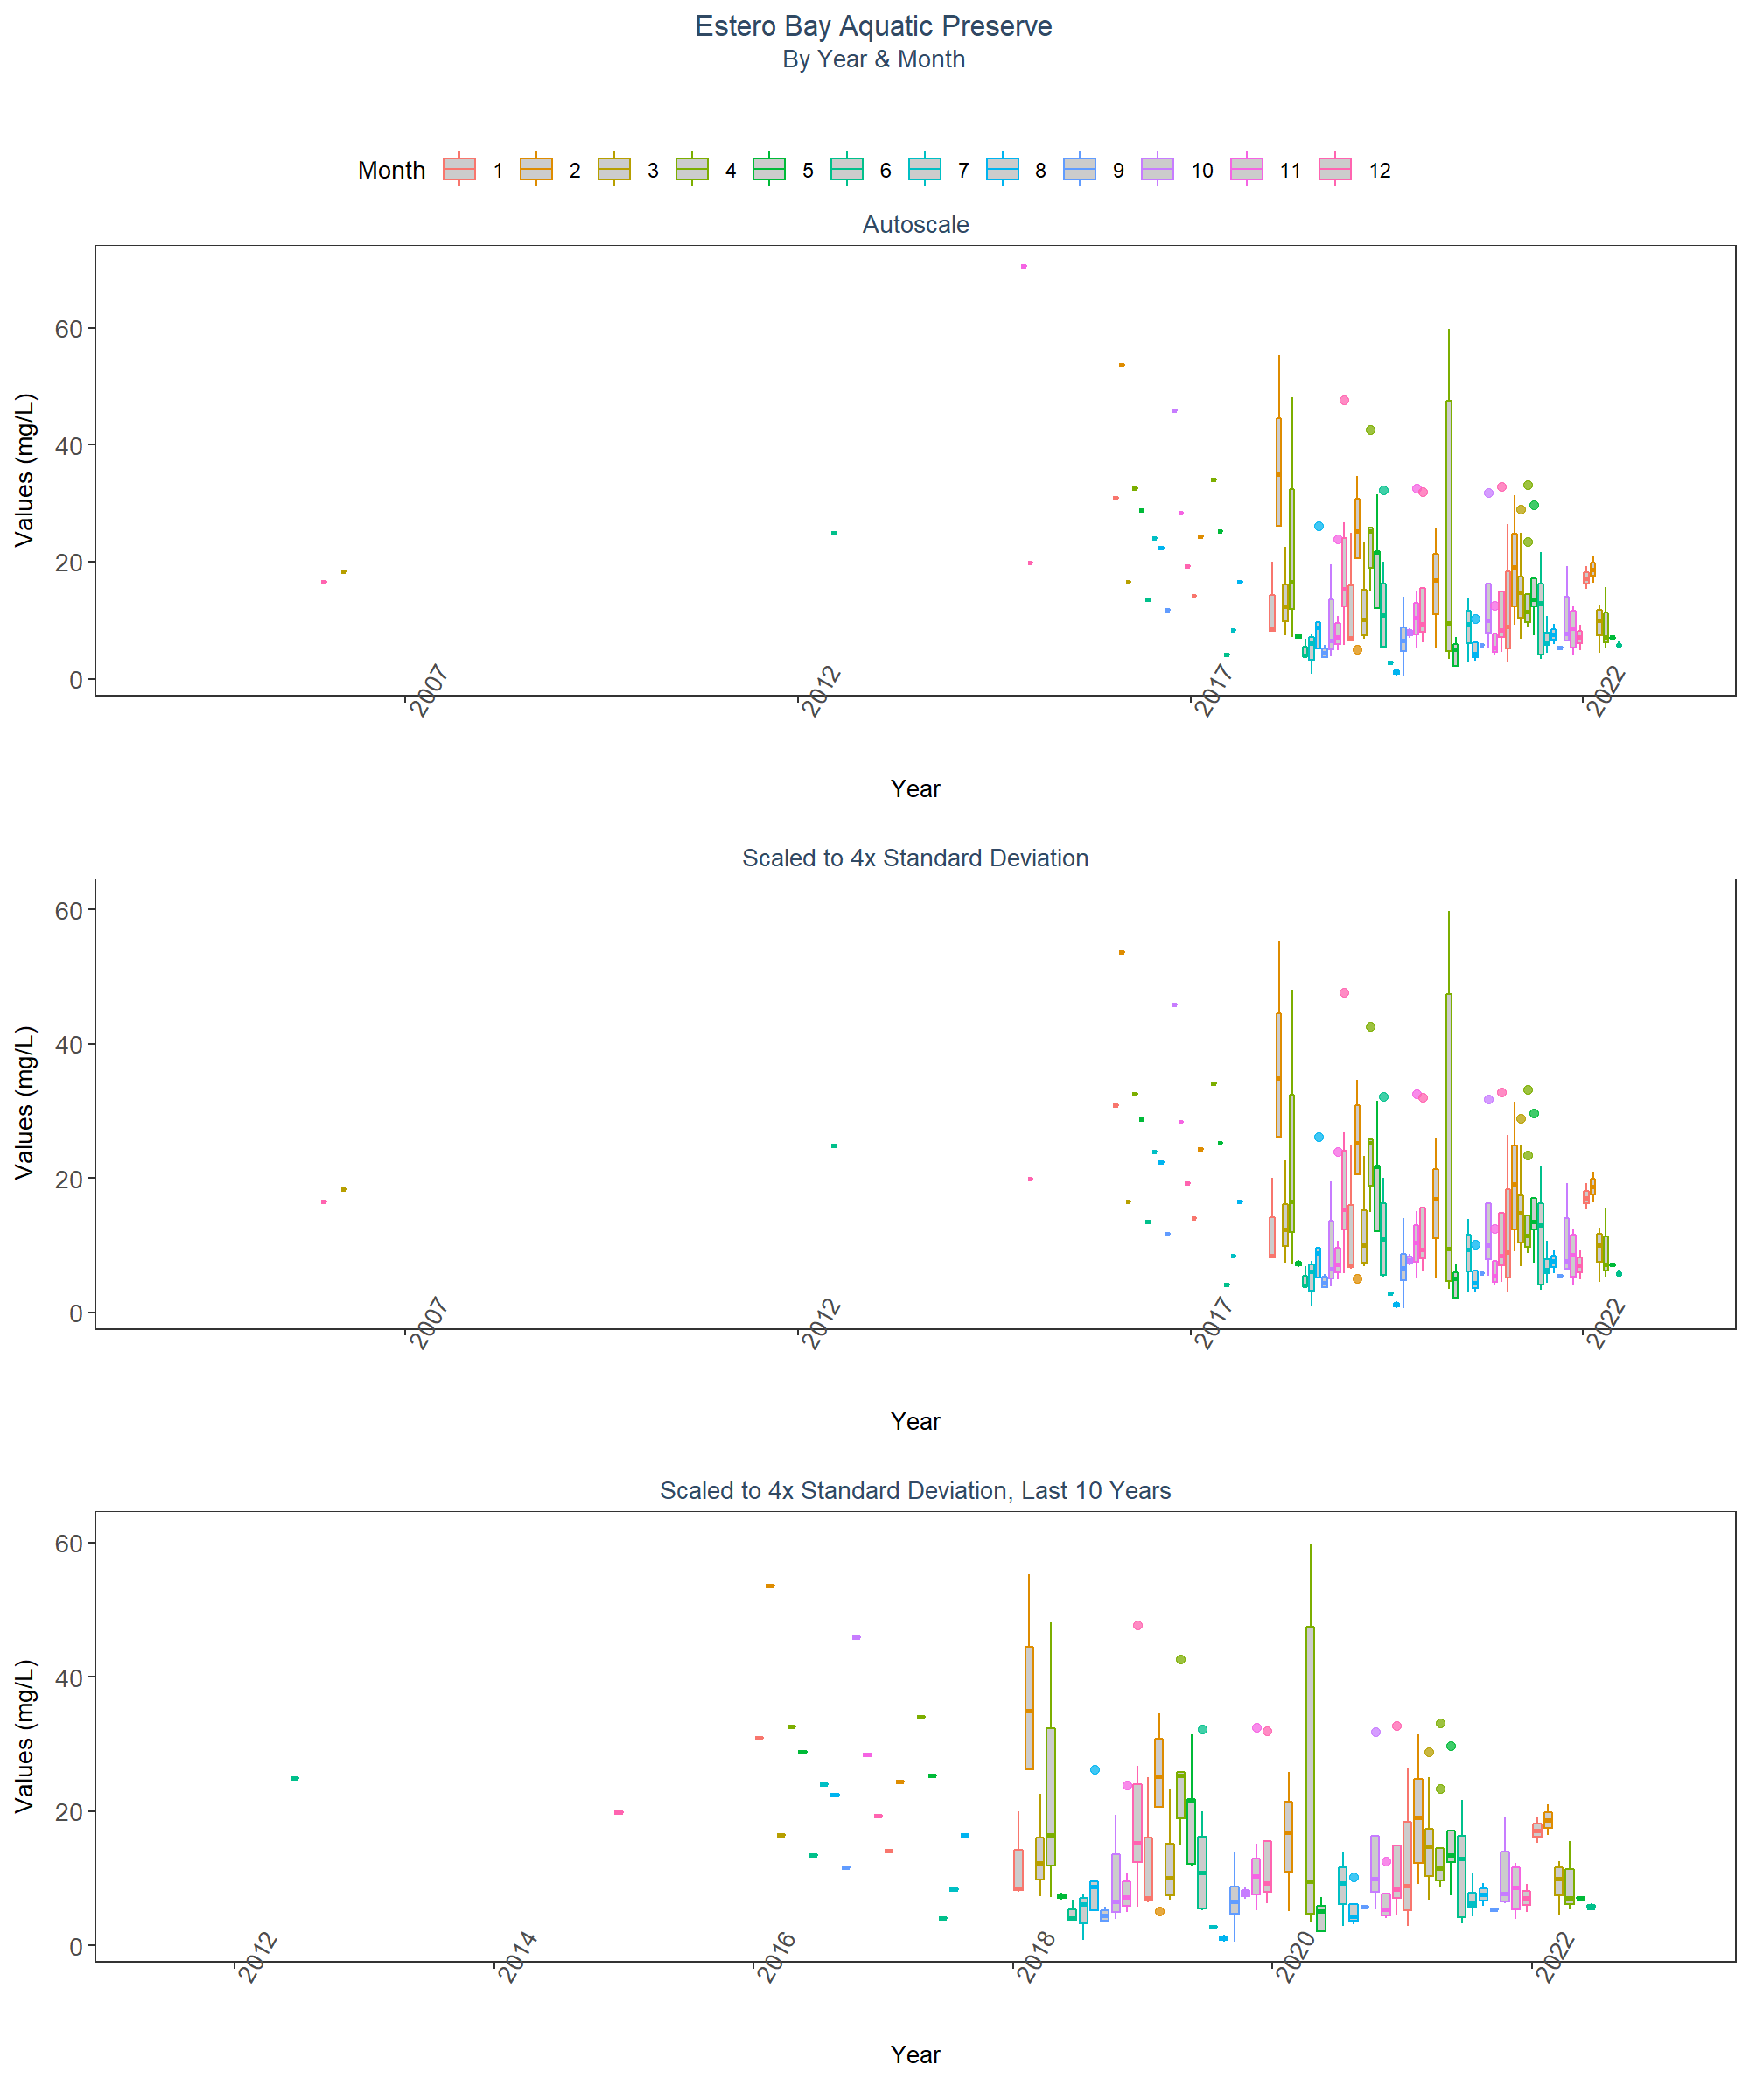 Estero Bay Aquatic Preserve
By Year & Month
Month 1 2 3 4 5 6 7 8 9 10 11 12
Autoscale
Values (mg/L)
60
40
20
0
2007 2012 2017 2022
Year
Scaled to 4x Standard Deviation
Values (mg/L)
60
40
20
0
2007 2012 2017 2022
Year
Scaled to 4x Standard Deviation, Last 10 Years
Values (mg/L)
60
40
20
0
2012 2014 2016 2018 2020 2022
Year